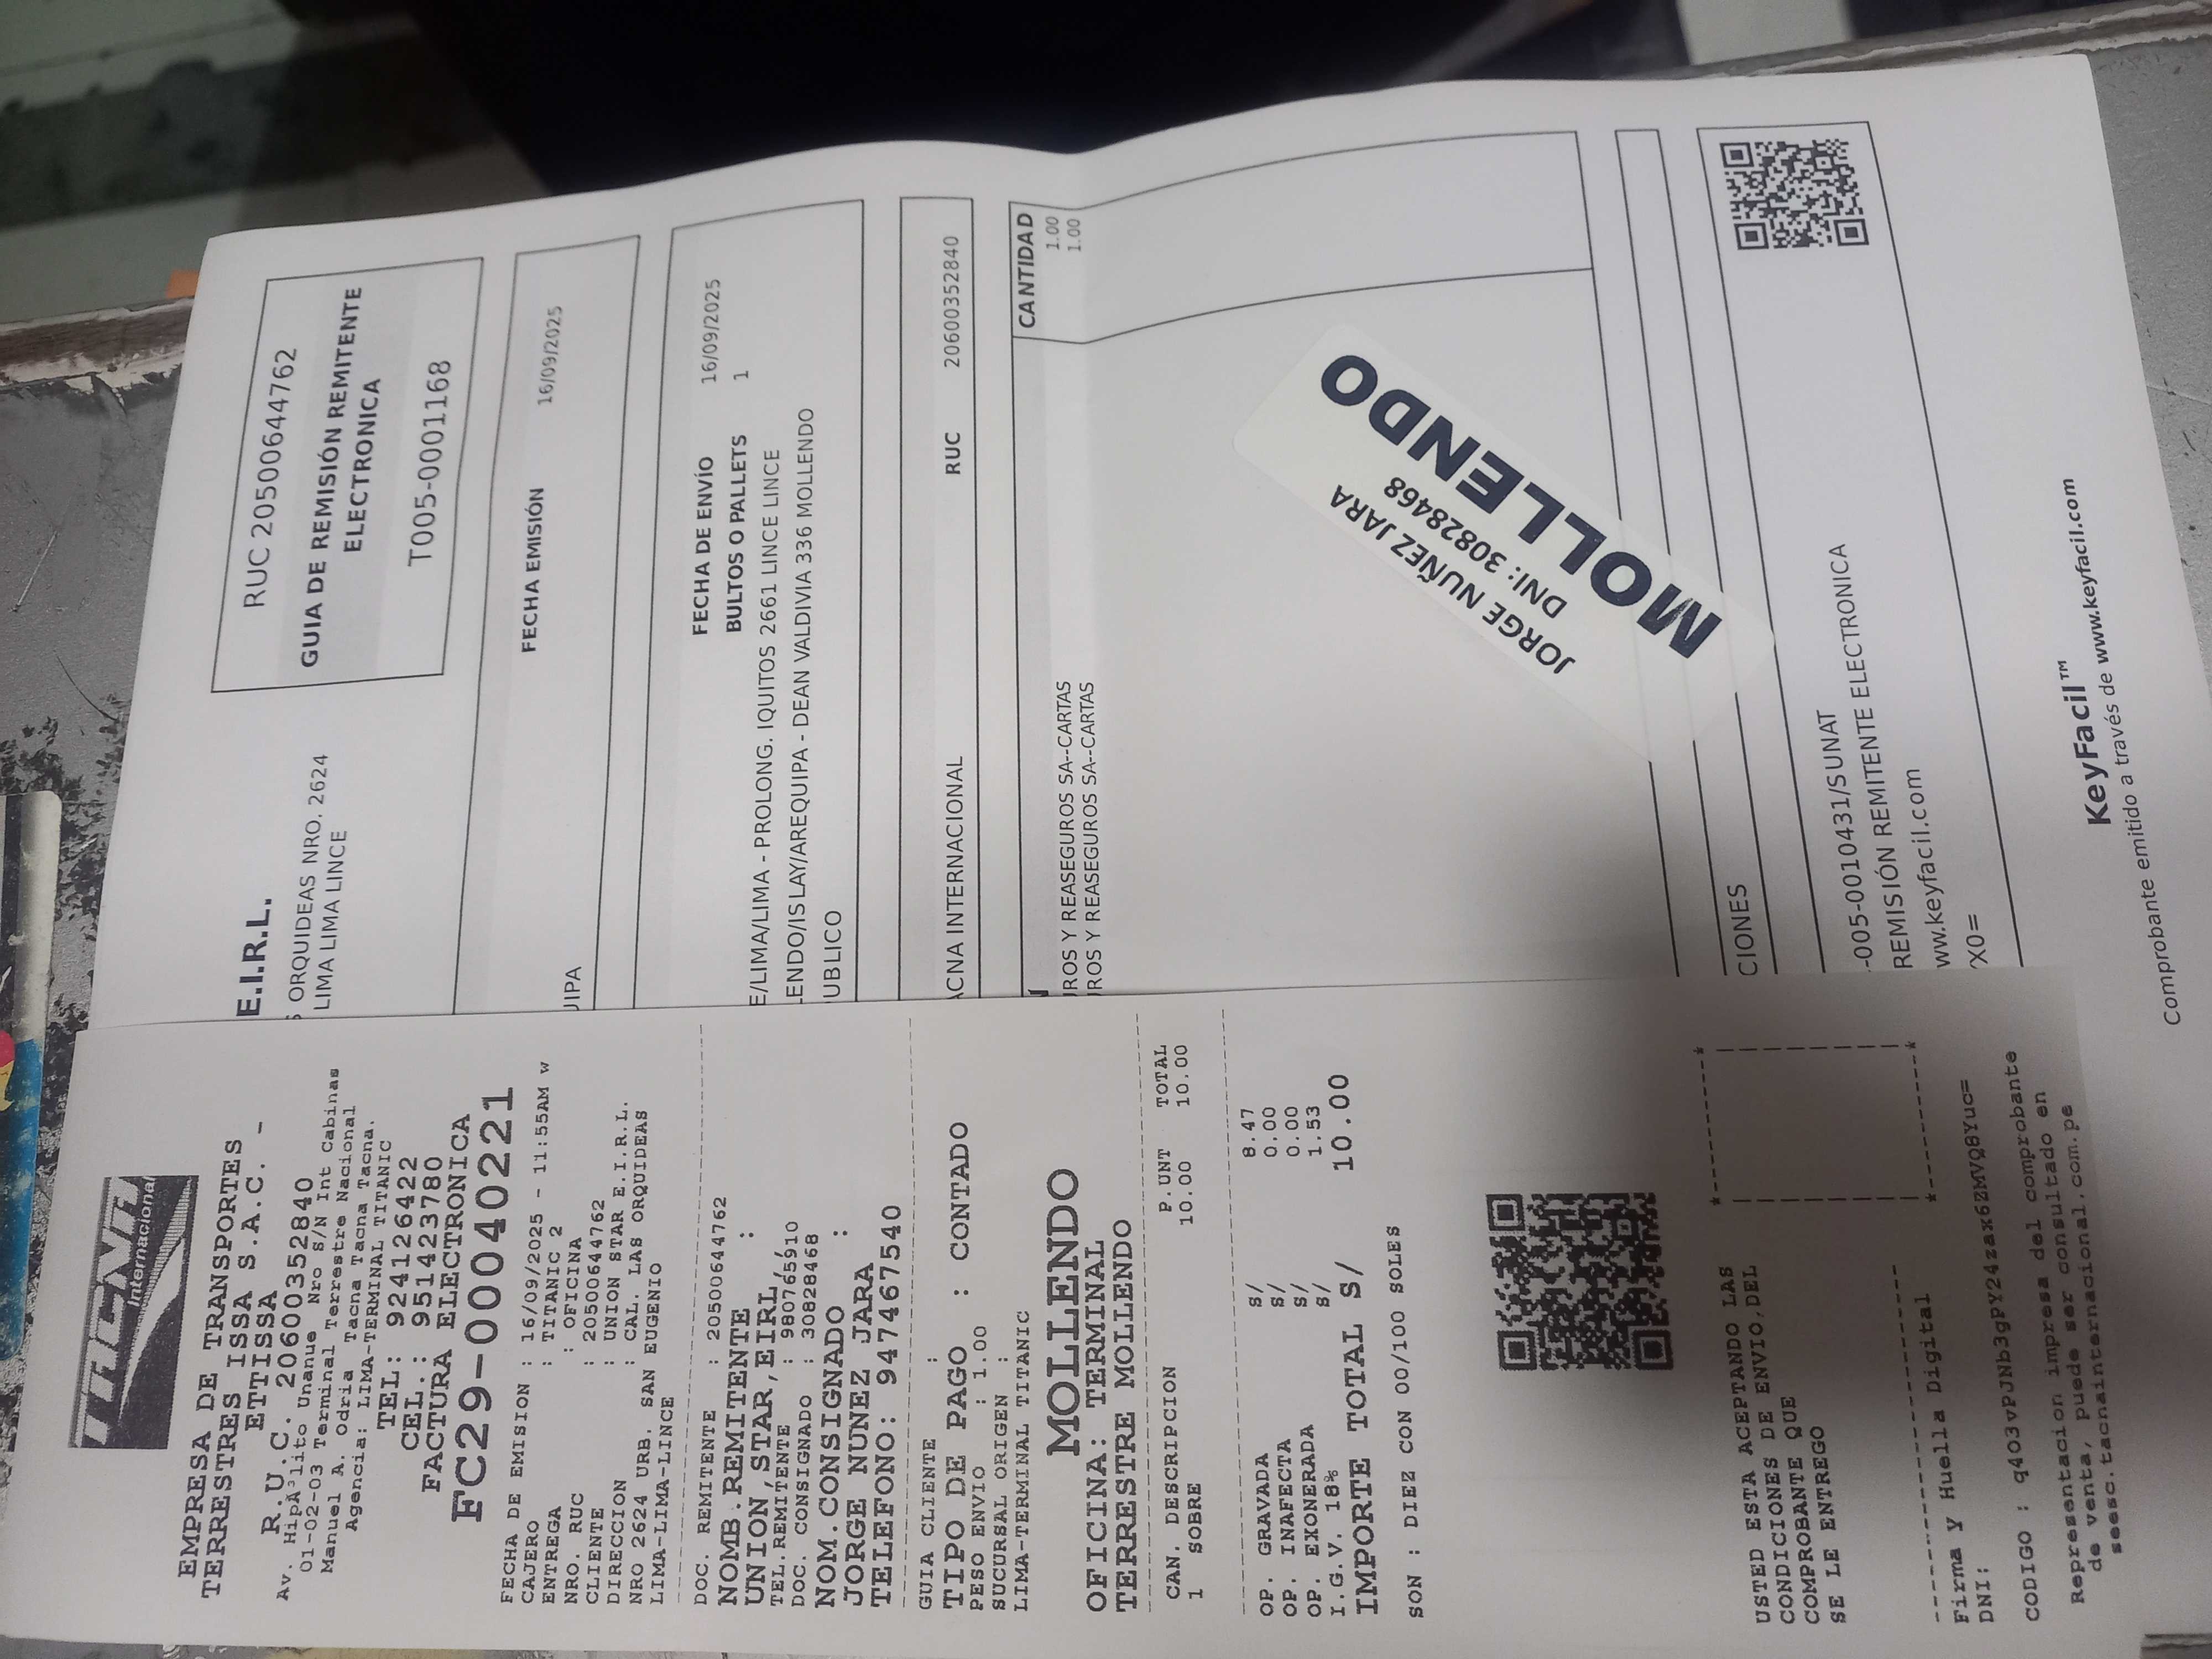 TACNA
Internacional
EMPRESA DE TRANSPORTES
TERRESTRES ISSA S.A.C. -
ETTISSA
R.U.C. 20600352840
Av. HipÃ³lito Unanue Nro S/N Int Cabinas
01-02-03 Terminal Terrestre Nacional
Manuel A. Odria Tacna Tacna Tacna.
Agencia: LIMA-TERMINAL TITANIC
TEL: 924126422
CEL.: 951423780
FACTURA ELECTRONICA
FC29-00040221
FECHA DE EMISION : 16/09/2025 - 11:55AM w
CAJERO : TITANIC 2
ENTREGA : OFICINA
NRO. RUC : 20500644762
CLIENTE : UNION STAR E.I.R.L.
DIRECCION : CAL. LAS ORQUIDEAS
NRO 2624 URB. SAN EUGENIO
LIMA-LIMA-LINCE
DOC. REMITENTE : 20500644762
NOMB.REMITENTE :
UNION,STAR,EIRL,
TEL.REMITENTE : 980765910
DOC. CONSIGNADO : 30828468
NOM.CONSIGNADO :
JORGE NUNEZ JARA
TELEFONO: 947467540
GUIA CLIENTE :
TIPO DE PAGO : CONTADO
PESO ENVIO : 1.00
SUCURSAL ORIGEN :
LIMA-TERMINAL TITANIC
MOLLENDO
OFICINA: TERMINAL
TERRESTRE MOLLENDO
CAN. DESCRIPCION P.UNT TOTAL
1 SOBRE 10.00 10.00
OP. GRAVADA S/ 8.47
OP. INAFECTA S/ 0.00
OP. EXONERADA S/ 0.00
I.G.V. 18% S/ 1.53
IMPORTE TOTAL S/ 10.00
SON : DIEZ CON 00/100 SOLES
USTED ESTA ACEPTANDO LAS
CONDICIONES DE ENVIO,DEL
COMPROBANTE QUE
SE LE ENTREGO
Firma y Huella Digital
DNI:
CODIGO : q4O3vPJNb3gPY24zax6ZMVQ8Yuc=
Representacion impresa del comprobante
de venta, puede ser consultado en
seesc.tacnainternacional.com.pe
E.I.R.L.
ORQUIDEAS NRO. 2624
LIMA LIMA LINCE
RUC 20500644762
GUIA DE REMISIÓN REMITENTE
ELECTRONICA
T005-0001168
FECHA EMISIÓN 16/09/2025
UIPA
FECHA DE ENVÍO 16/09/2025
BULTOS O PALLETS 1
E/LIMA/LIMA - PROLONG. IQUITOS 2661 LINCE LINCE
LENDO/ISLAY/AREQUIPA - DEAN VALDIVIA 336 MOLLENDO
UBLICO
ACNA INTERNACIONAL RUC 20600352840
CANTIDAD
ROS Y REASEGUROS SA--CARTAS 1.00
ROS Y REASEGUROS SA--CARTAS 1.00
JORGE NUÑEZ JARA
DNI: 30828468
MOLLENDO
CIONES
-005-0010431/SUNAT
REMISIÓN REMITENTE ELECTRONICA
ww.keyfacil.com
X0=
KeyFacil™
Comprobante emitido a través de www.keyfacil.com